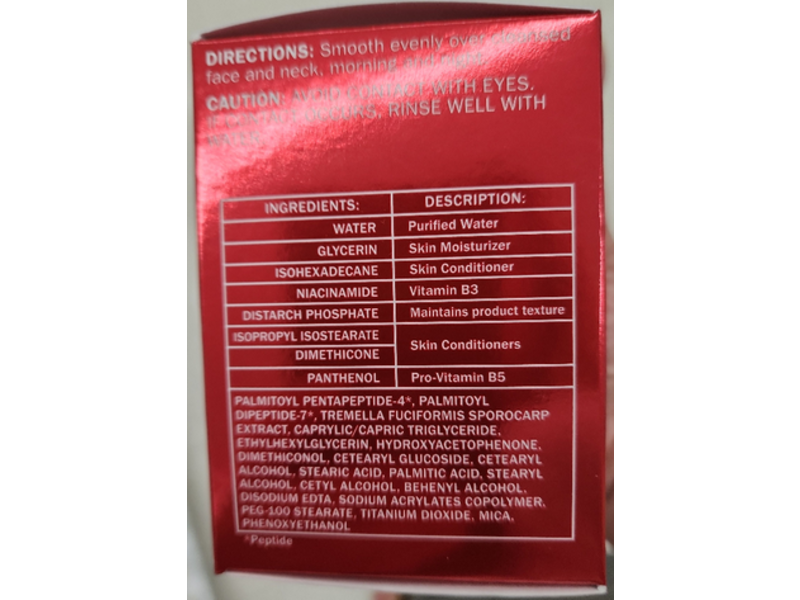 DIRECTIONS: Smooth evenly over cleansed
face and neck, morning and night.
CAUTION: AVOID CONTACT WITH EYES.
IF CONTACT OCCURS, RINSE WELL WITH
WATER.
INGREDIENTS: DESCRIPTION:
WATER Purified Water
GLYCERIN Skin Moisturizer
ISOHEXADECANE Skin Conditioner
NIACINAMIDE Vitamin B3
DISTARCH PHOSPHATE Maintains product texture
ISOPROPYL ISOSTEARATE
DIMETHICONE Skin Conditioners
PANTHENOL Pro-Vitamin B5
PALMITOYL PENTAPEPTIDE-4*, PALMITOYL
DIPEPTIDE-7*, TREMELLA FUCIFORMIS SPOROCARP
EXTRACT, CAPRYLIC/CAPRIC TRIGLYCERIDE,
ETHYLHEXYLGLYCERIN, HYDROXYACETOPHENONE,
DIMETHICONOL, CETEARYL GLUCOSIDE, CETEARYL
ALCOHOL, STEARIC ACID, PALMITIC ACID, STEARYL
ALCOHOL, CETYL ALCOHOL, BEHENYL ALCOHOL,
DISODIUM EDTA, SODIUM ACRYLATES COPOLYMER,
PEG-100 STEARATE, TITANIUM DIOXIDE, MICA,
PHENOXYETHANOL
*Peptide